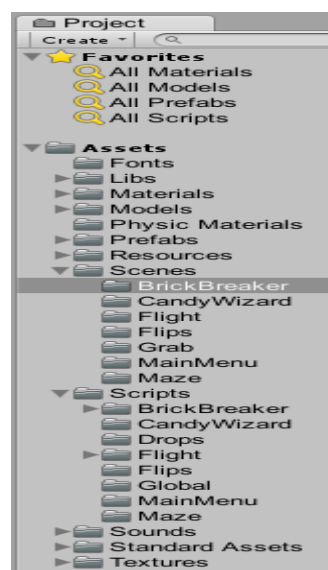 Project
Create
Favorites
All Materials
All Models
All Prefabs
All Scripts
Assets
Fonts
Libs
Materials
Models
Physic Materials
Prefabs
Resources
Scenes
BrickBreaker
CandyWizard
Flight
Flips
Grab
MainMenu
Maze
Scripts
BrickBreaker
CandyWizard
Drops
Flight
Flips
Global
MainMenu
Maze
Sounds
Standard Assets
Textures